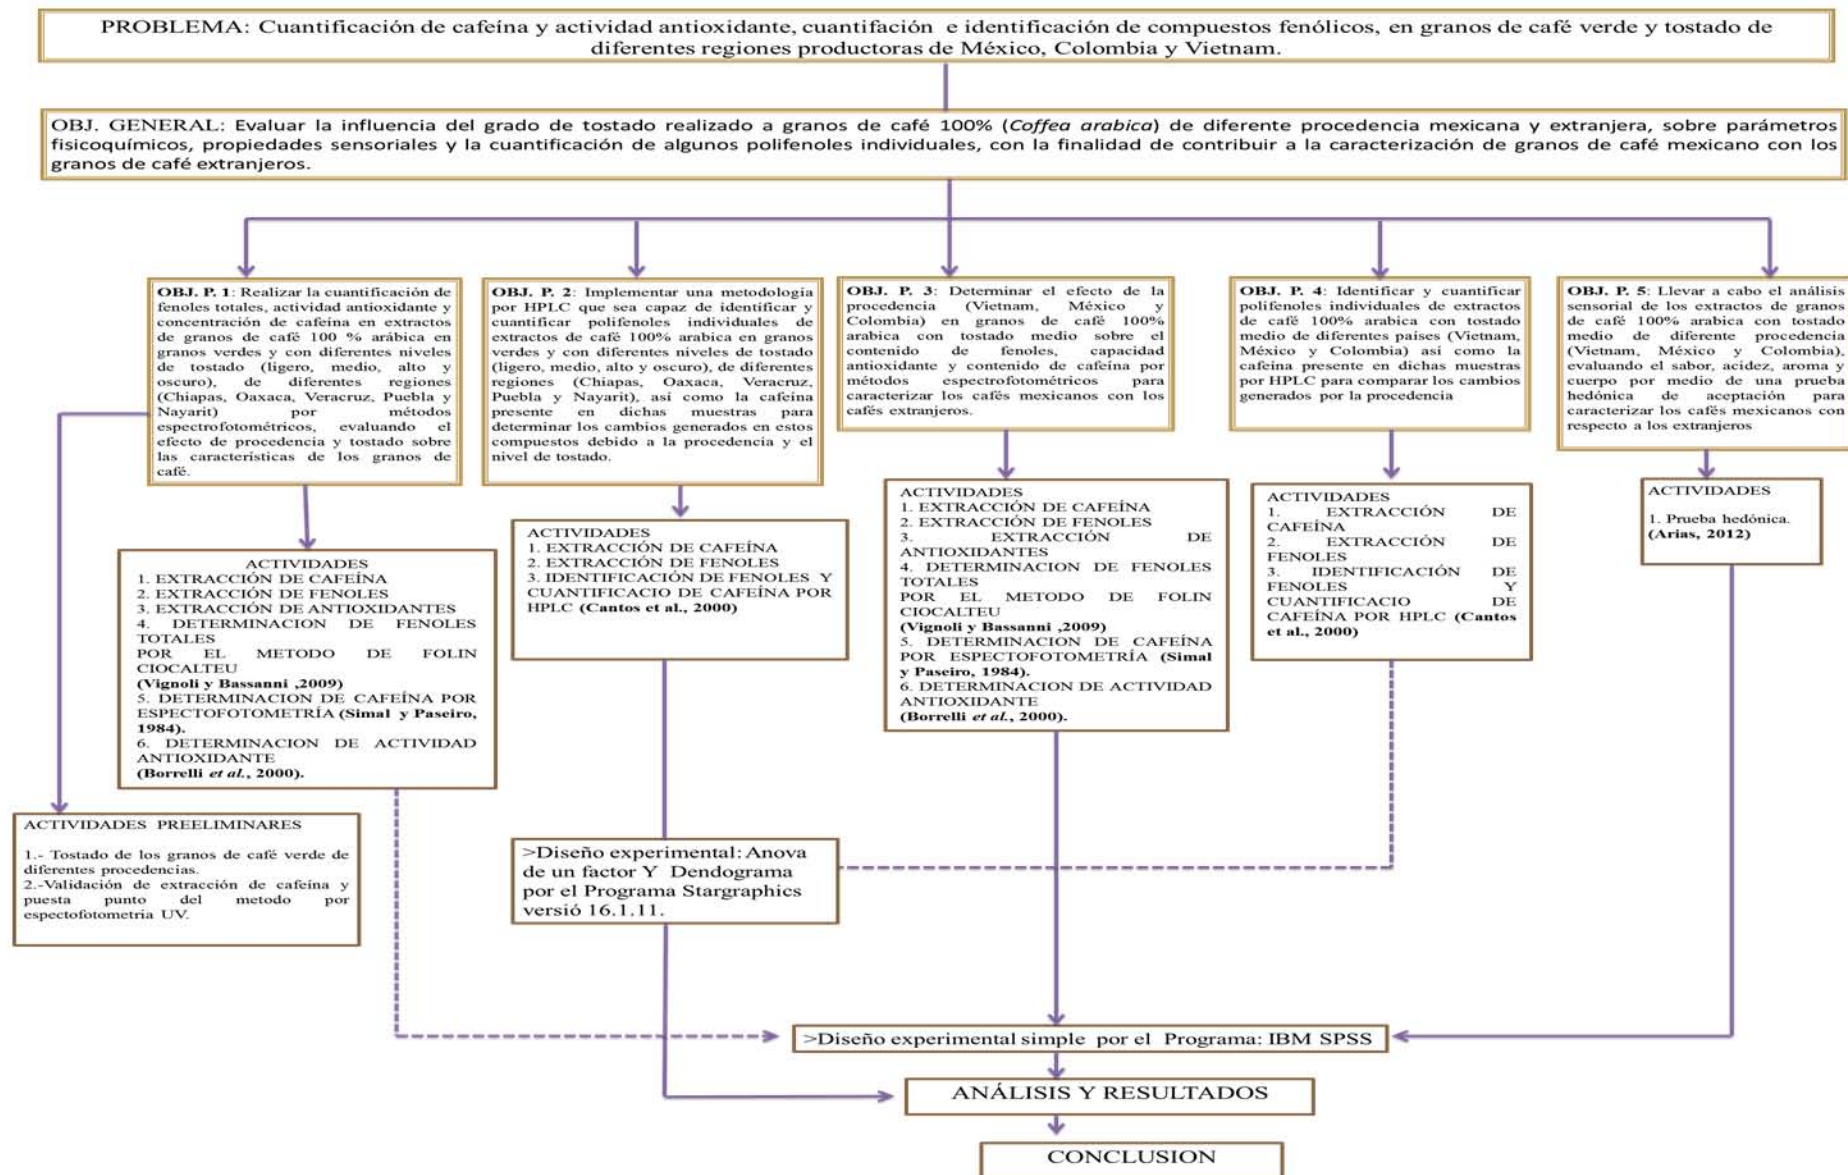 PROBLEMA: Cuantificación de cafeína y actividad antioxidante, cuantifación e identificación de compuestos fenólicos, en granos de café verde y tostado de
diferentes regiones productoras de México, Colombia y Vietnam.
OBJ. GENERAL: Evaluar la influencia del grado de tostado realizado a granos de café 100% (Coffea arabica) de diferente procedencia mexicana y extranjera, sobre parámetros
fisicoquímicos, propiedades sensoriales y la cuantificación de algunos polifenoles individuales, con la finalidad de contribuir a la caracterización de granos de café mexicano con los
granos de café extranjeros.
OBJ. P. 1: Realizar la cuantificación de
fenoles totales, actividad antioxidante y
concentración de cafeína en extractos
de granos de café 100 % arábica en
granos verdes y con diferentes niveles
de tostado (ligero, medio, alto y
oscuro), de diferentes regiones
(Chiapas, Oaxaca, Veracruz, Puebla y
Nayarit) por métodos
espectrofotométricos, evaluando el
efecto de procedencia y tostado sobre
las características de los granos de
café.
OBJ. P. 2: Implementar una metodología
por HPLC que sea capaz de identificar y
cuantificar polifenoles individuales de
extractos de café 100% arabica en granos
verdes y con diferentes niveles de tostado
(ligero, medio, alto y oscuro), de diferentes
regiones (Chiapas, Oaxaca, Veracruz,
Puebla y Nayarit), así como la cafeína
presente en dichas muestras para
determinar los cambios generados en estos
compuestos debido a la procedencia y el
nivel de tostado.
OBJ. P. 3: Determinar el efecto de la
procedencia (Vietnam, México y
Colombia) en granos de café 100%
arabica con tostado medio sobre el
contenido de fenoles, capacidad
antioxidante y contenido de cafeína por
métodos espectrofotométricos para
caracterizar los cafés mexicanos con los
cafés extranjeros.
OBJ. P. 4: Identificar y cuantificar
polifenoles individuales de extractos
de café 100% arabica con tostado
medio de diferentes países (Vietnam,
México y Colombia) así como la
cafeína presente en dichas muestras
por HPLC para comparar los cambios
generados por la procedencia
OBJ. P. 5: Llevar a cabo el análisis
sensorial de los extractos de granos
de café 100% arabica con tostado
medio de diferente procedencia
(Vietnam, México y Colombia),
evaluando el sabor, acidez, aroma y
cuerpo por medio de una prueba
hedónica de aceptación para
caracterizar los cafés mexicanos con
respecto a los extranjeros
ACTIVIDADES
1. EXTRACCIÓN DE CAFEÍNA
2. EXTRACCIÓN DE FENOLES
3. EXTRACCIÓN DE ANTIOXIDANTES
4. DETERMINACION DE FENOLES
TOTALES
POR EL METODO DE FOLIN
CIOCALTEU
(Vignoli y Bassanni ,2009)
5. DETERMINACION DE CAFEÍNA POR
ESPECTOFOTOMETRÍA (Simal y Paseiro,
1984).
6. DETERMINACION DE ACTIVIDAD
ANTIOXIDANTE
(Borrelli et al., 2000).
ACTIVIDADES
1. EXTRACCIÓN DE CAFEÍNA
2. EXTRACCIÓN DE FENOLES
3. IDENTIFICACIÓN DE FENOLES Y
CUANTIFICACIO DE CAFEÍNA POR
HPLC (Cantos et al., 2000)
ACTIVIDADES
1. EXTRACCIÓN DE CAFEÍNA
2. EXTRACCIÓN DE FENOLES
3. EXTRACCIÓN DE
ANTIOXIDANTES
4. DETERMINACION DE FENOLES
TOTALES
POR EL METODO DE FOLIN
CIOCALTEU
(Vignoli y Bassanni ,2009)
5. DETERMINACION DE CAFEÍNA
POR ESPECTOFOTOMETRÍA (Simal
y Paseiro, 1984).
6. DETERMINACION DE ACTIVIDAD
ANTIOXIDANTE
(Borrelli et al., 2000).
ACTIVIDADES
1. EXTRACCIÓN DE
CAFEÍNA
2. EXTRACCIÓN DE
FENOLES
3. IDENTIFICACIÓN DE
FENOLES Y
CUANTIFICACIO DE
CAFEÍNA POR HPLC (Cantos
et al., 2000)
ACTIVIDADES
1. Prueba hedónica.
(Arias, 2012)
ACTIVIDADES PREELIMINARES
1.- Tostado de los granos de café verde de
diferentes procedencias.
2.-Validación de extracción de cafeína y
puesta punto del metodo por
espectofotometria UV.
>Diseño experimental: Anova
de un factor Y Dendograma
por el Programa Stargraphics
versió 16.1.11.
>Diseño experimental simple por el Programa: IBM SPSS
ANÁLISIS Y RESULTADOS
CONCLUSION